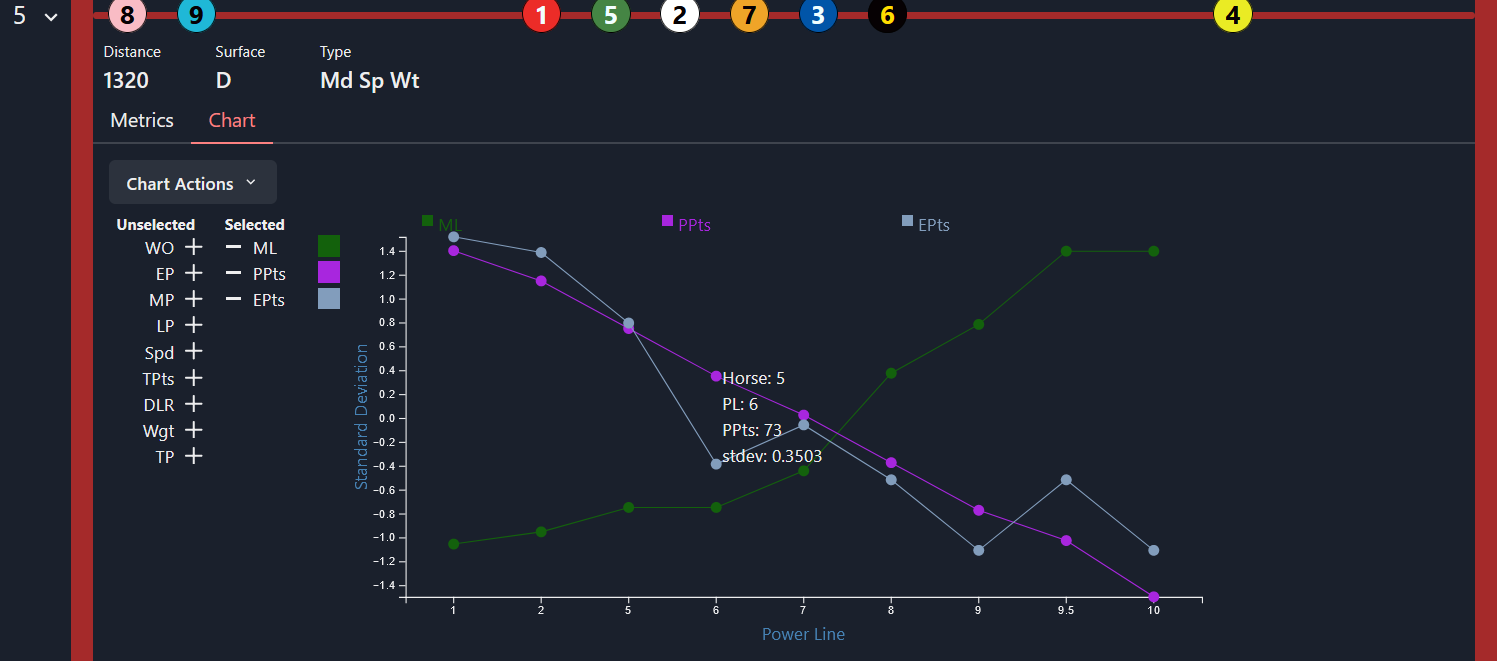 5
8 9 1 5 2 7 3 6 4
Distance Surface Type
1320 D Md Sp Wt
Metrics Chart
Chart Actions
Unselected Selected
WO + − ML
EP + − PPts
MP + − EPts
LP +
Spd +
TPts +
DLR +
Wgt +
TP +
ML PPts EPts
Standard Deviation
1.4
1.2
1.0
0.8
0.6
0.4
0.2
0.0
−0.2
−0.4
−0.6
−0.8
−1.0
−1.2
−1.4
Horse: 5
PL: 6
PPts: 73
stdev: 0.3503
1 2 5 6 7 8 9 9.5 10
Power Line